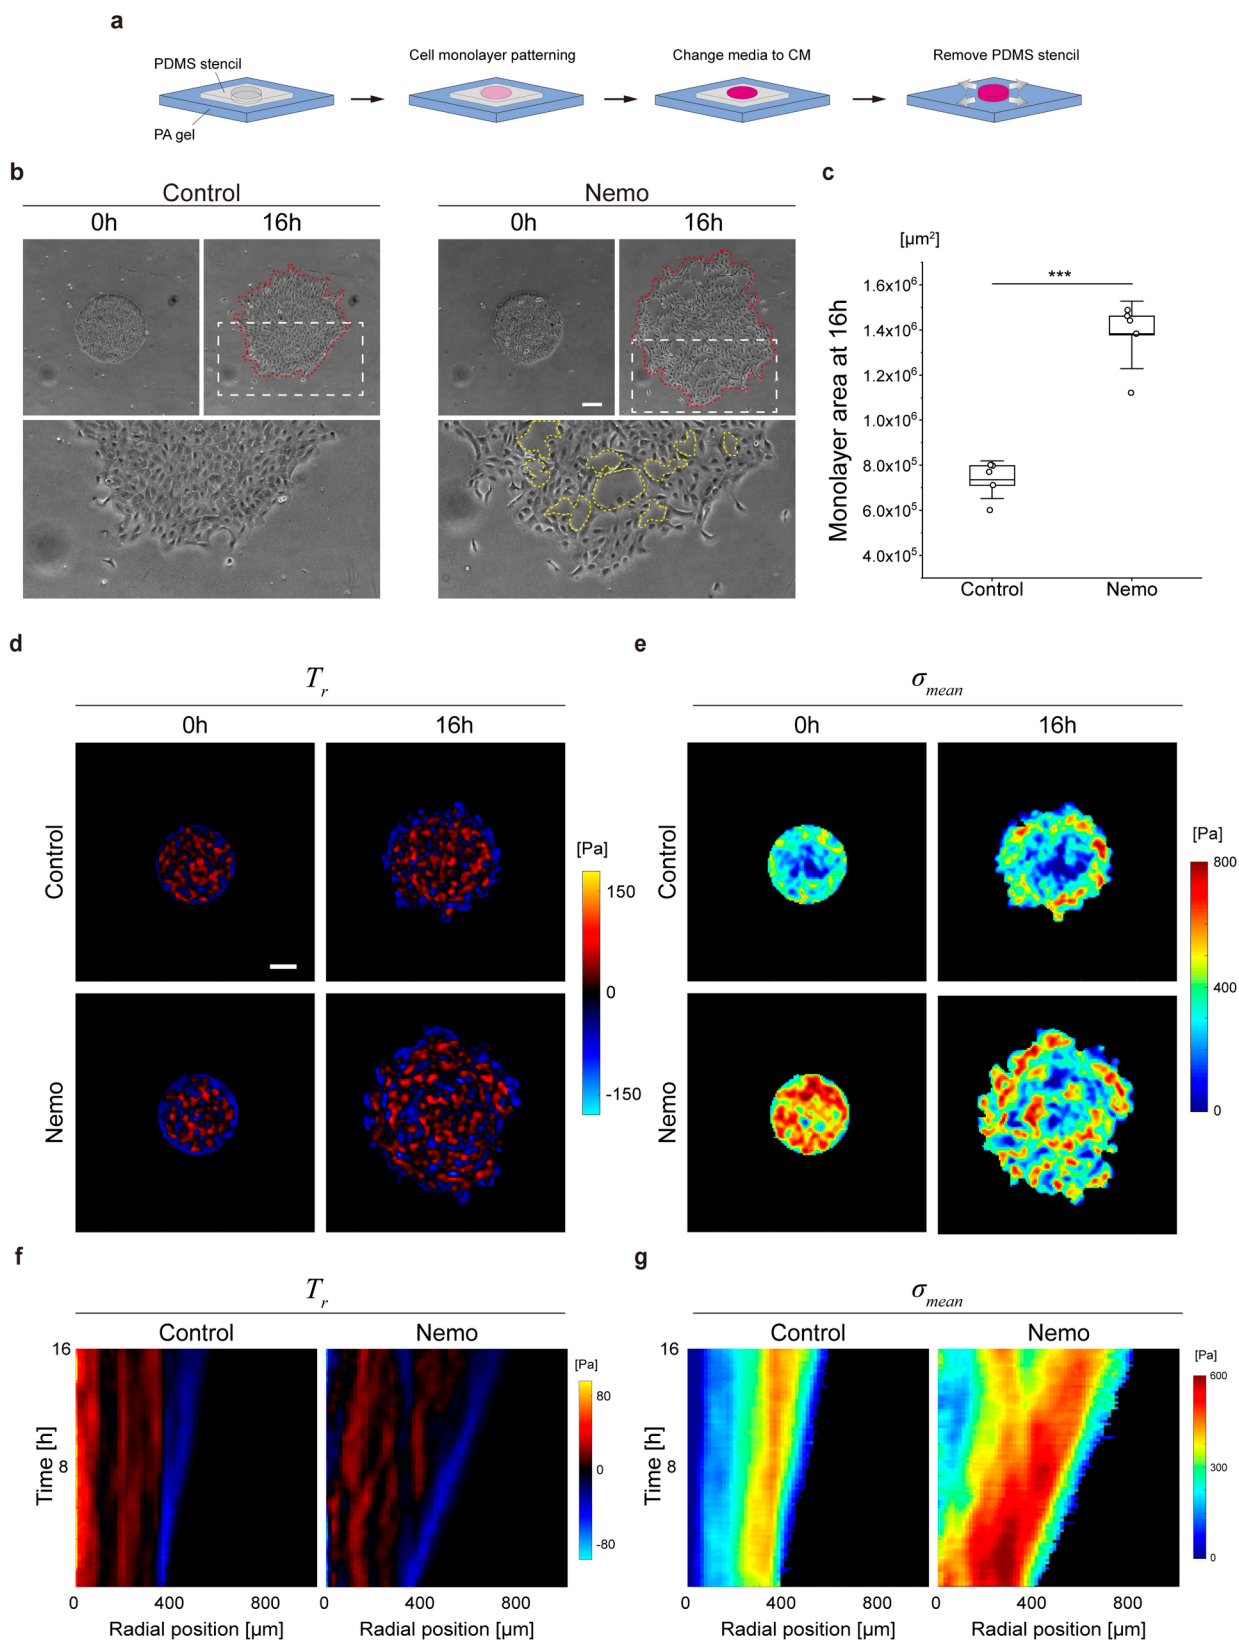 a
PDMS stencil
PA gel
Cell monolayer patterning
Change media to CM
Remove PDMS stencil
b
Control
0h
16h
Nemo
0h
16h
c
[µm²]
Monolayer area at 16h
***
1.6x10⁶
1.4x10⁶
1.2x10⁶
1.0x10⁶
8.0x10⁵
6.0x10⁵
4.0x10⁵
Control
Nemo
d
T_r
0h
16h
Control
Nemo
[Pa]
150
0
-150
e
σ_mean
0h
16h
Control
Nemo
[Pa]
800
400
0
f
T_r
Control
Nemo
Time [h]
16
8
0
400
800
0
400
800
Radial position [µm]
Radial position [µm]
[Pa]
80
0
-80
g
σ_mean
Control
Nemo
Time [h]
16
8
0
400
800
0
400
800
Radial position [µm]
Radial position [µm]
[Pa]
600
300
0